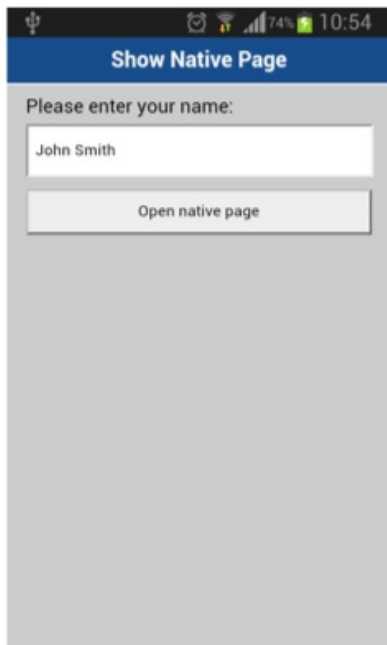 74% 10:54
Show Native Page
Please enter your name:
John Smith
Open native page